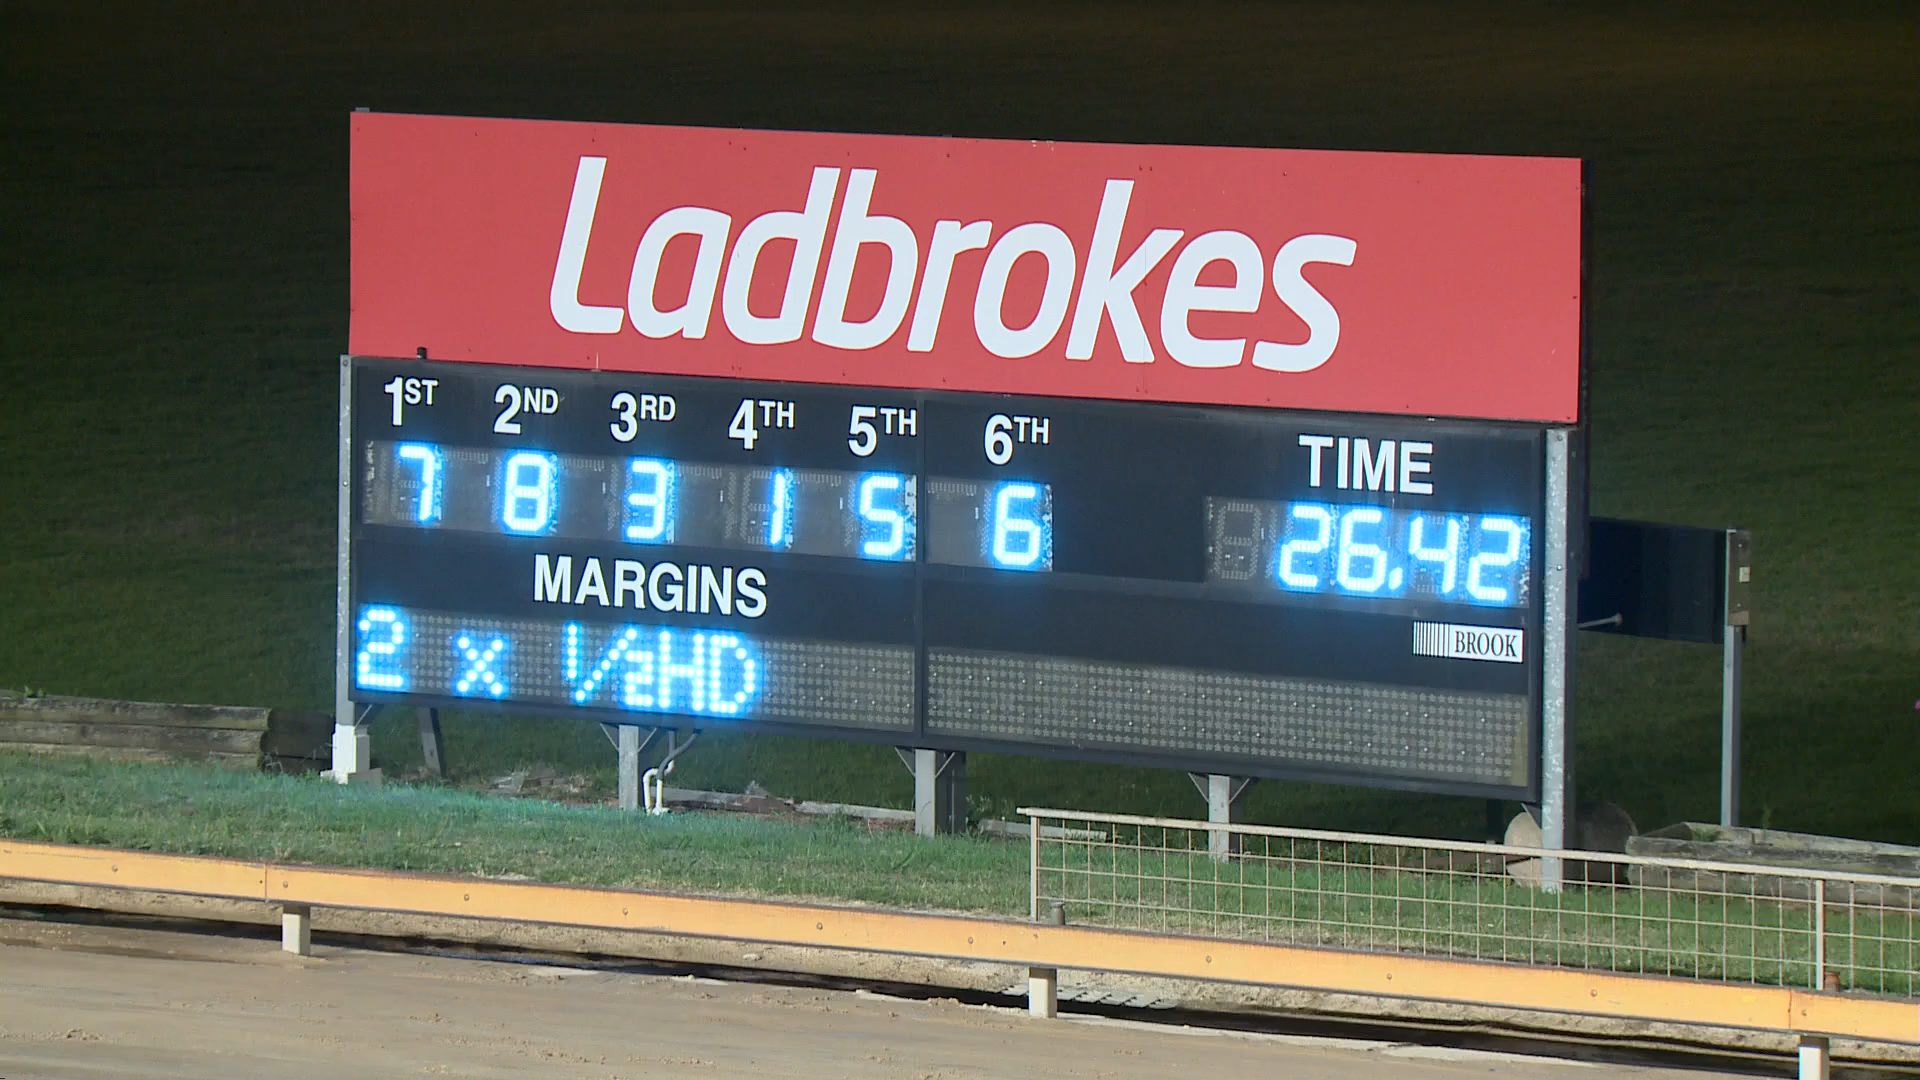 Ladbrokes
1ST 2ND 3RD 4TH 5TH 6TH TIME
7 8 3 1 5 6 26.42
MARGINS
BROOK
2 x 1/2HD